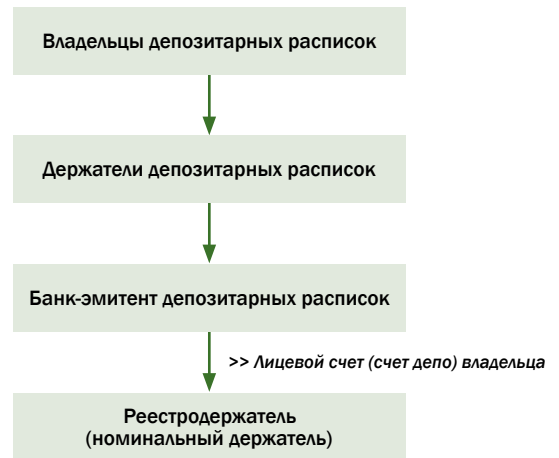 Владельцы депозитарных расписок
Держатели депозитарных расписок
Банк-эмитент депозитарных расписок
>> Лицевой счет (счет депо) владельца
Реестродержатель
(номинальный держатель)